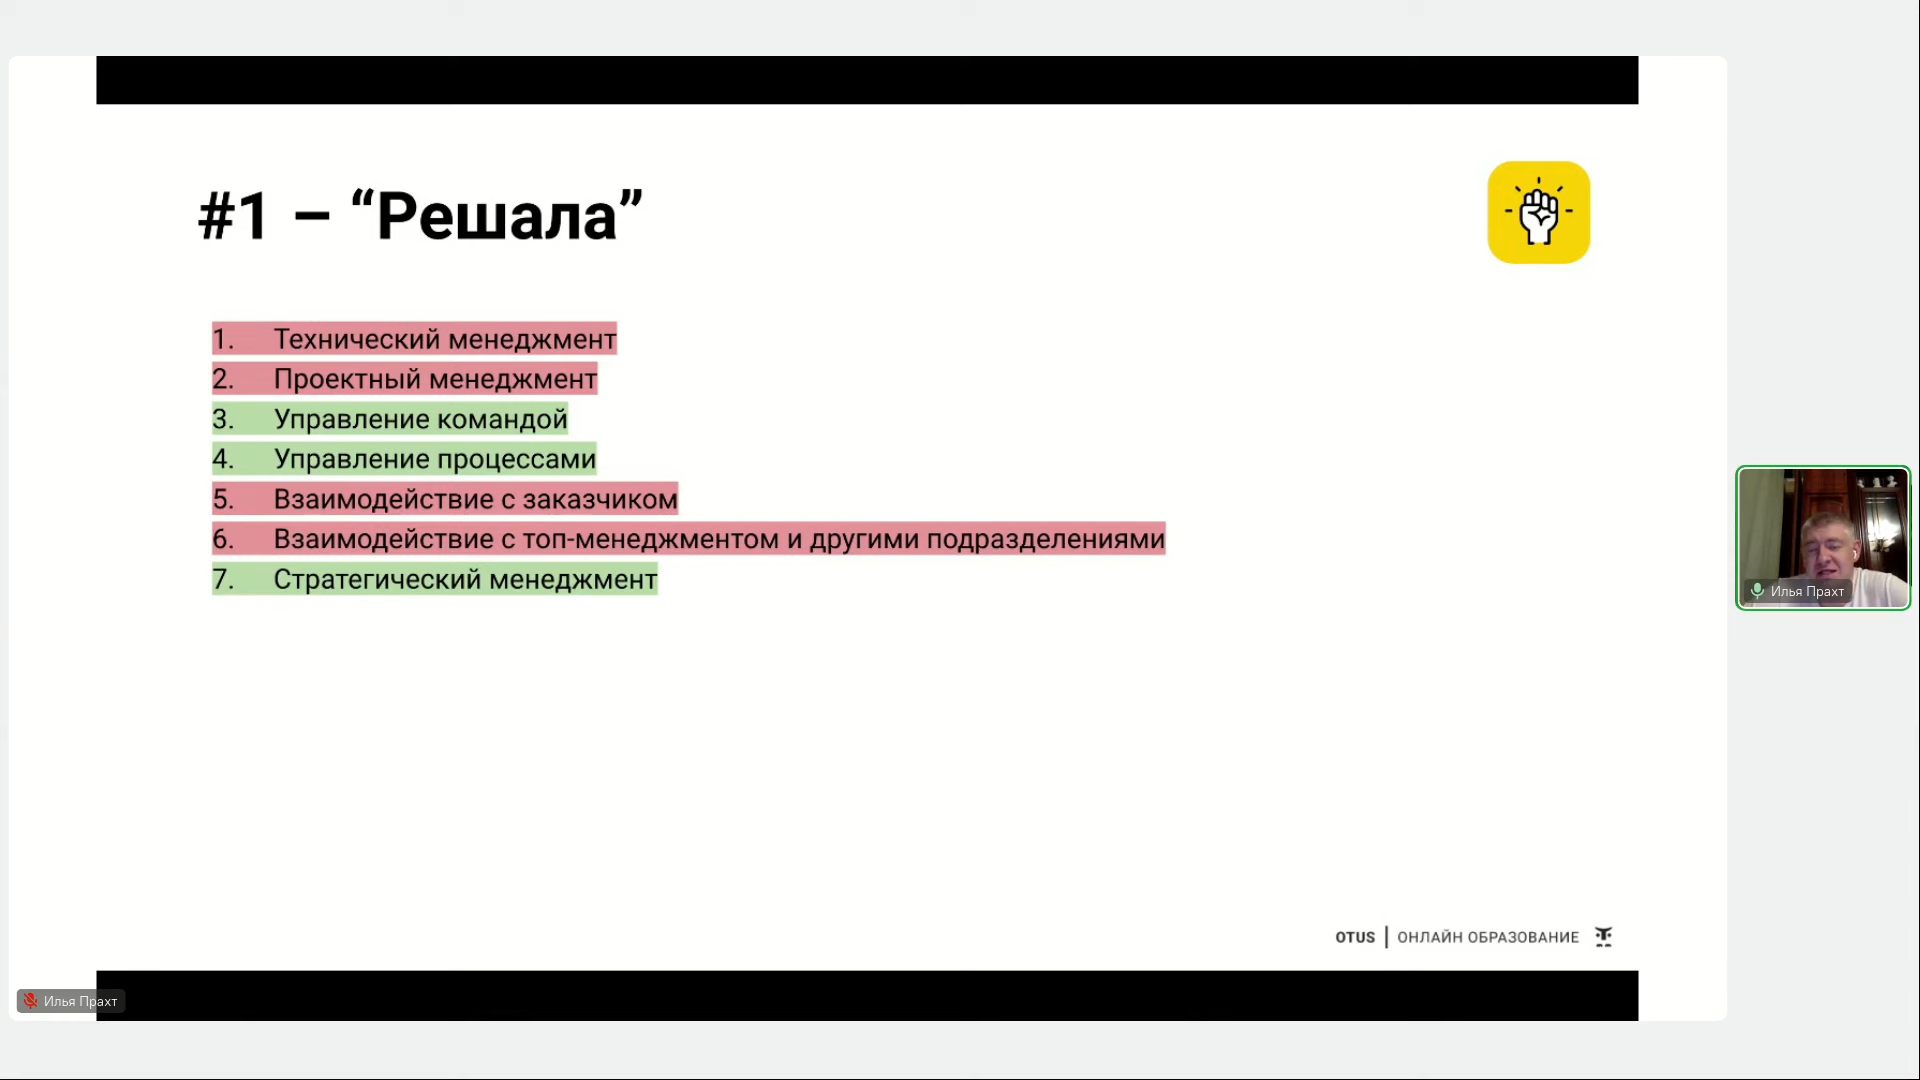 #1 – “Решала”
1. Технический менеджмент
2. Проектный менеджмент
3. Управление командой
4. Управление процессами
5. Взаимодействие с заказчиком
6. Взаимодействие с топ-менеджментом и другими подразделениями
7. Стратегический менеджмент
Илья Прахт
OTUS | ОНЛАЙН ОБРАЗОВАНИЕ
Илья Прахт